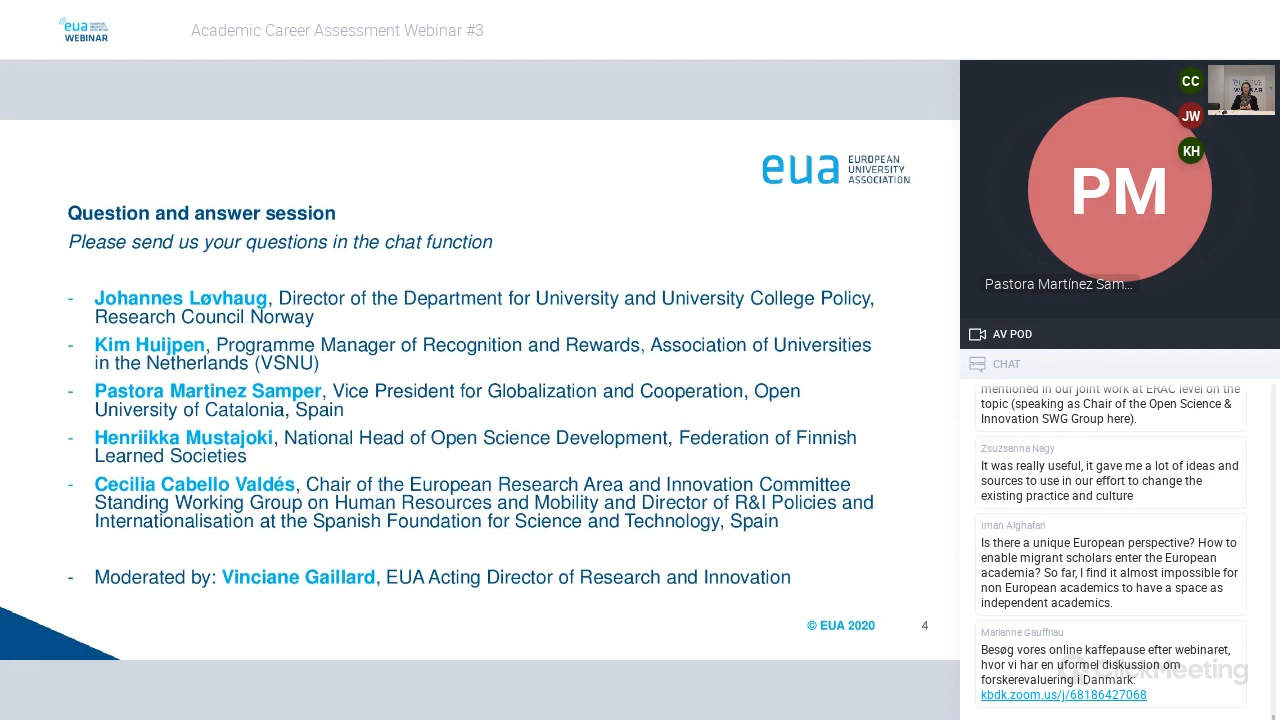 eua EUROPEAN UNIVERSITY ASSOCIATION
WEBINAR
Academic Career Assessment Webinar #3
eua EUROPEAN
UNIVERSITY
ASSOCIATION
Question and answer session
Please send us your questions in the chat function
- Johannes Løvhaug, Director of the Department for University and University College Policy,
Research Council Norway
- Kim Huijpen, Programme Manager of Recognition and Rewards, Association of Universities
in the Netherlands (VSNU)
- Pastora Martinez Samper, Vice President for Globalization and Cooperation, Open
University of Catalonia, Spain
- Henriikka Mustajoki, National Head of Open Science Development, Federation of Finnish
Learned Societies
- Cecilia Cabello Valdés, Chair of the European Research Area and Innovation Committee
Standing Working Group on Human Resources and Mobility and Director of R&I Policies and
Internationalisation at the Spanish Foundation for Science and Technology, Spain
- Moderated by: Vinciane Gaillard, EUA Acting Director of Research and Innovation
© EUA 2020
4
CC
JW
KH
PM
Pastora Martínez Sam...
AV POD
CHAT
mentioned in our joint work at ERAC level on the
topic (speaking as Chair of the Open Science &
Innovation SWG Group here).
Zsuzsanna Nagy
It was really useful, it gave me a lot of ideas and
sources to use in our effort to change the
existing practice and culture
Iman Alghafari
Is there a unique European perspective? How to
enable migrant scholars enter the European
academia? So far, I find it almost impossible for
non European academics to have a space as
independent academics.
Marianne Gauffriau
Besøg vores online kaffepause efter webinaret,
hvor vi har en uformel diskussion om
forskerevaluering i Danmark:
kbdk.zoom.us/j/68186427068
ClickMeeting